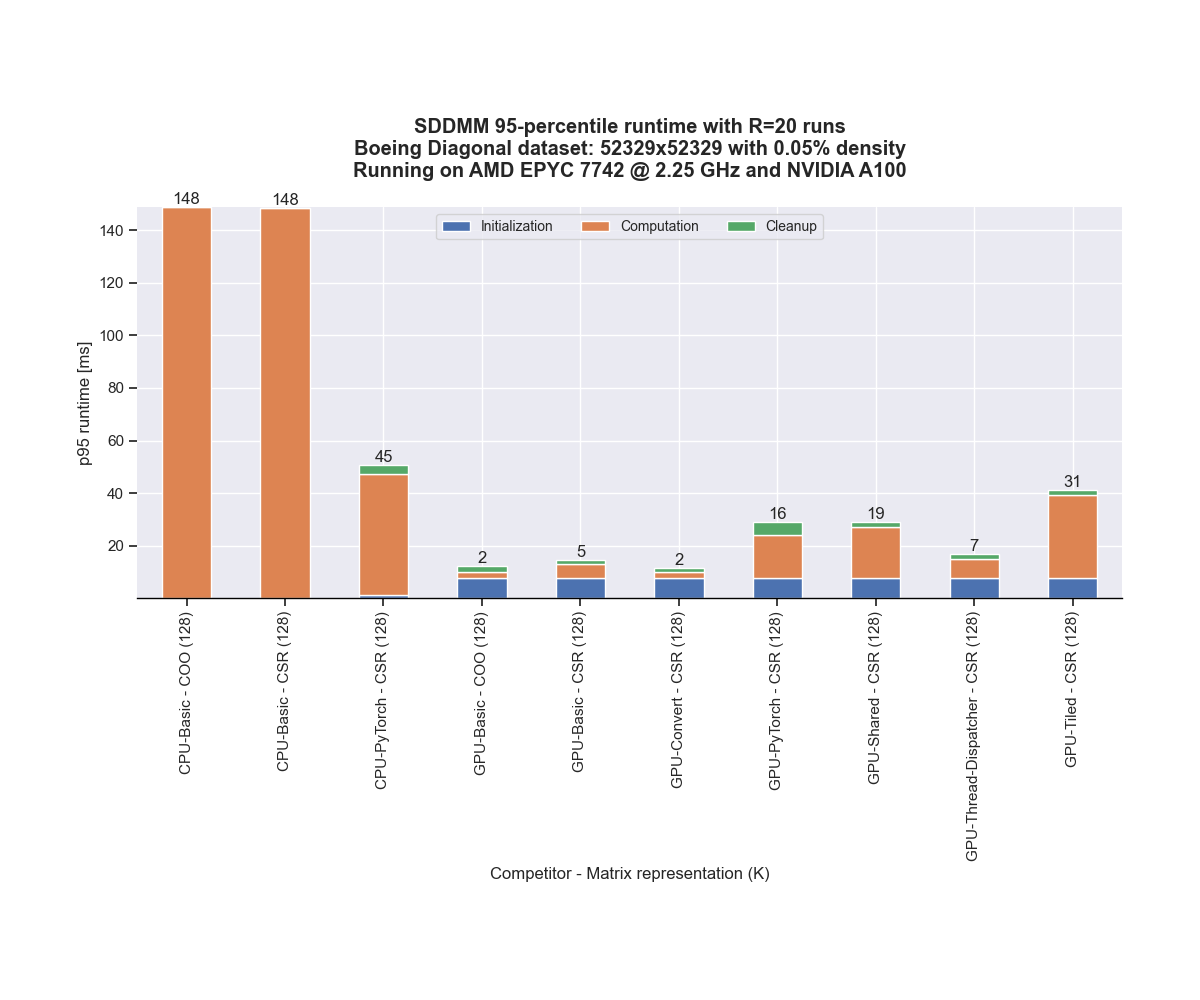 SDDMM 95-percentile runtime with R=20 runs
Boeing Diagonal dataset: 52329x52329 with 0.05% density
Running on AMD EPYC 7742 @ 2.25 GHz and NVIDIA A100
148
148
45
2
5
2
16
19
7
31
Initialization
Computation
Cleanup
140
120
100
80
60
40
20
p95 runtime [ms]
CPU-Basic - COO (128)
CPU-Basic - CSR (128)
CPU-PyTorch - CSR (128)
GPU-Basic - COO (128)
GPU-Basic - CSR (128)
GPU-Convert - CSR (128)
GPU-PyTorch - CSR (128)
GPU-Shared - CSR (128)
GPU-Thread-Dispatcher - CSR (128)
GPU-Tiled - CSR (128)
Competitor - Matrix representation (K)